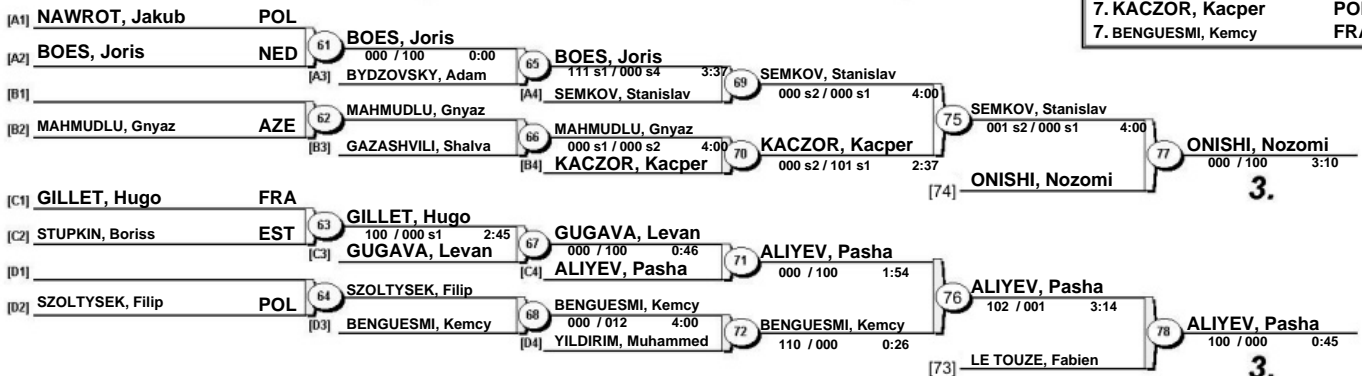 7. KACZOR, Kacper PO
7. BENGUESMI, Kemcy FRA
[A1] NAWROT, Jakub POL
61 BOES, Joris
000 / 100 0:00
[A2] BOES, Joris NED
[A3] BYDZOVSKY, Adam
65 BOES, Joris
111 s1 / 000 s4 3:37
[A4] SEMKOV, Stanislav
69 SEMKOV, Stanislav
000 s2 / 000 s1 4:00
[B1]
[B2] MAHMUDLU, Gnyaz AZE
62 MAHMUDLU, Gnyaz
[B3] GAZASHVILI, Shalva
66 MAHMUDLU, Gnyaz
000 s1 / 000 s2 4:00
[B4] KACZOR, Kacper
70 KACZOR, Kacper
000 s2 / 101 s1 2:37
75 SEMKOV, Stanislav
001 s2 / 000 s1 4:00
[74] ONISHI, Nozomi
77 ONISHI, Nozomi
000 / 100 3:10
3.
[C1] GILLET, Hugo FRA
[C2] STUPKIN, Boriss EST
63 GILLET, Hugo
100 / 000 s1 2:45
[C3] GUGAVA, Levan
67 GUGAVA, Levan
000 / 100 0:46
[C4] ALIYEV, Pasha
71 ALIYEV, Pasha
000 / 100 1:54
[D1]
[D2] SZOLTYSEK, Filip POL
64 SZOLTYSEK, Filip
[D3] BENGUESMI, Kemcy
68 BENGUESMI, Kemcy
000 / 012 4:00
[D4] YILDIRIM, Muhammed
72 BENGUESMI, Kemcy
110 / 000 0:26
76 ALIYEV, Pasha
102 / 001 3:14
[73] LE TOUZE, Fabien
78 ALIYEV, Pasha
100 / 000 0:45
3.